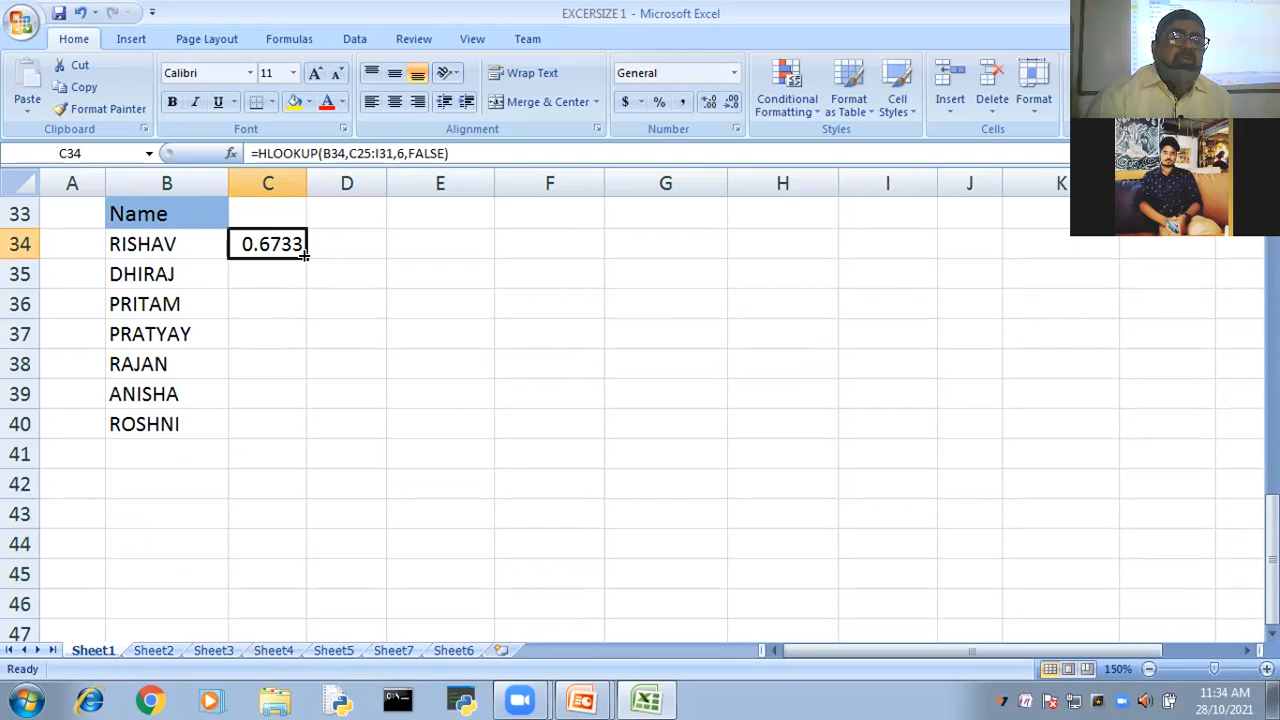 EXCERSIZE 1 - Microsoft Excel
Home Insert Page Layout Formulas Data Review View Team
Paste
Cut
Copy
Format Painter
Clipboard
Calibri 11
B I U
Font
Wrap Text
Merge & Center
Alignment
General
$ % ,
Number
Conditional Formatting
Format as Table
Cell Styles
Styles
Insert Delete Format
Cells
C34 fx =HLOOKUP(B34,C25:I31,6,FALSE)
A B C D E F G H I J K
33 Name
34 RISHAV 0.6733
35 DHIRAJ
36 PRITAM
37 PRATYAY
38 RAJAN
39 ANISHA
40 ROSHNI
41
42
43
44
45
46
47
Sheet1 Sheet2 Sheet3 Sheet4 Sheet5 Sheet7 Sheet6
Ready 150%
11:34 AM
28/10/2021